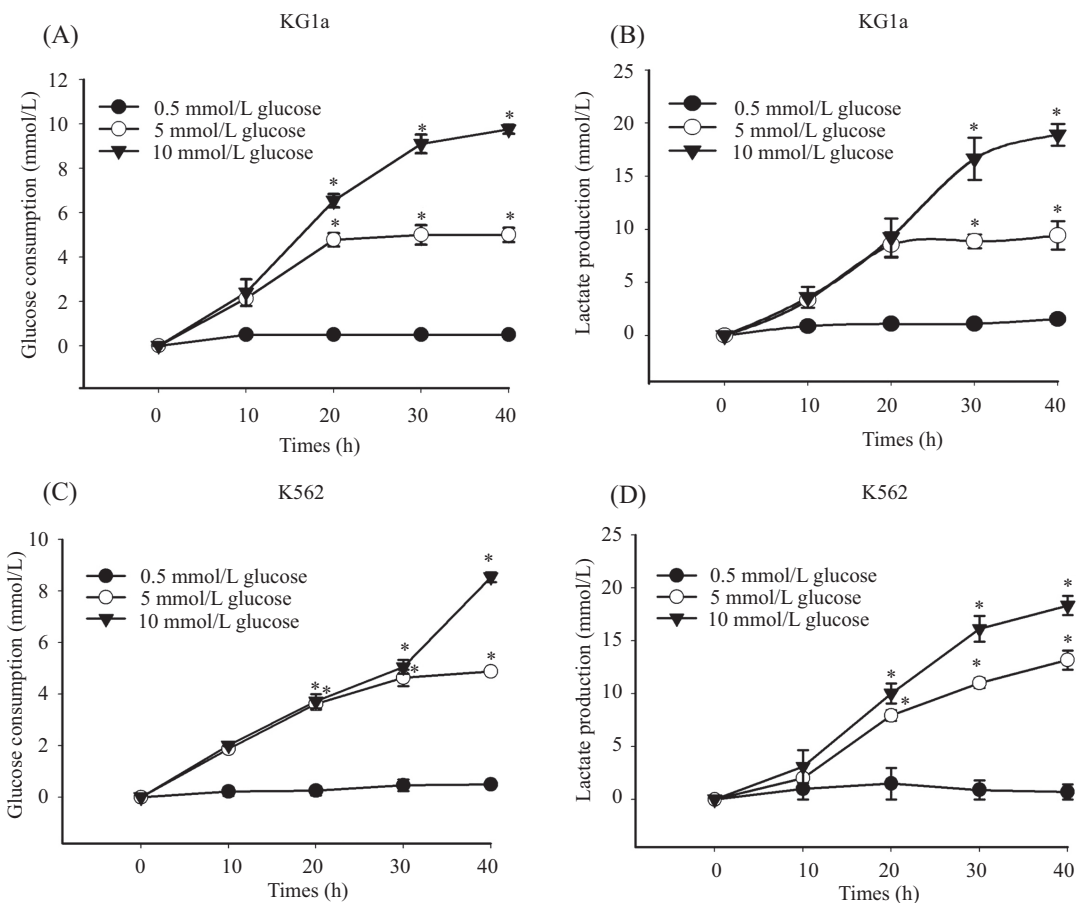 (A)
KG1a
Glucose consumption (mmol/L)
12
10
8
6
4
2
0
0.5 mmol/L glucose
5 mmol/L glucose
10 mmol/L glucose
*
*
*
*
*
*
0
10
20
30
40
Times (h)
(B)
KG1a
Lactate production (mmol/L)
25
20
15
10
5
0
0.5 mmol/L glucose
5 mmol/L glucose
10 mmol/L glucose
*
*
*
*
0
10
20
30
40
Times (h)
(C)
K562
Glucose consumption (mmol/L)
10
8
6
4
2
0
0.5 mmol/L glucose
5 mmol/L glucose
10 mmol/L glucose
*
*
*
*
*
*
0
10
20
30
40
Times (h)
(D)
K562
Lactate production (mmol/L)
25
20
15
10
5
0
0.5 mmol/L glucose
5 mmol/L glucose
10 mmol/L glucose
*
*
*
*
*
*
0
10
20
30
40
Times (h)